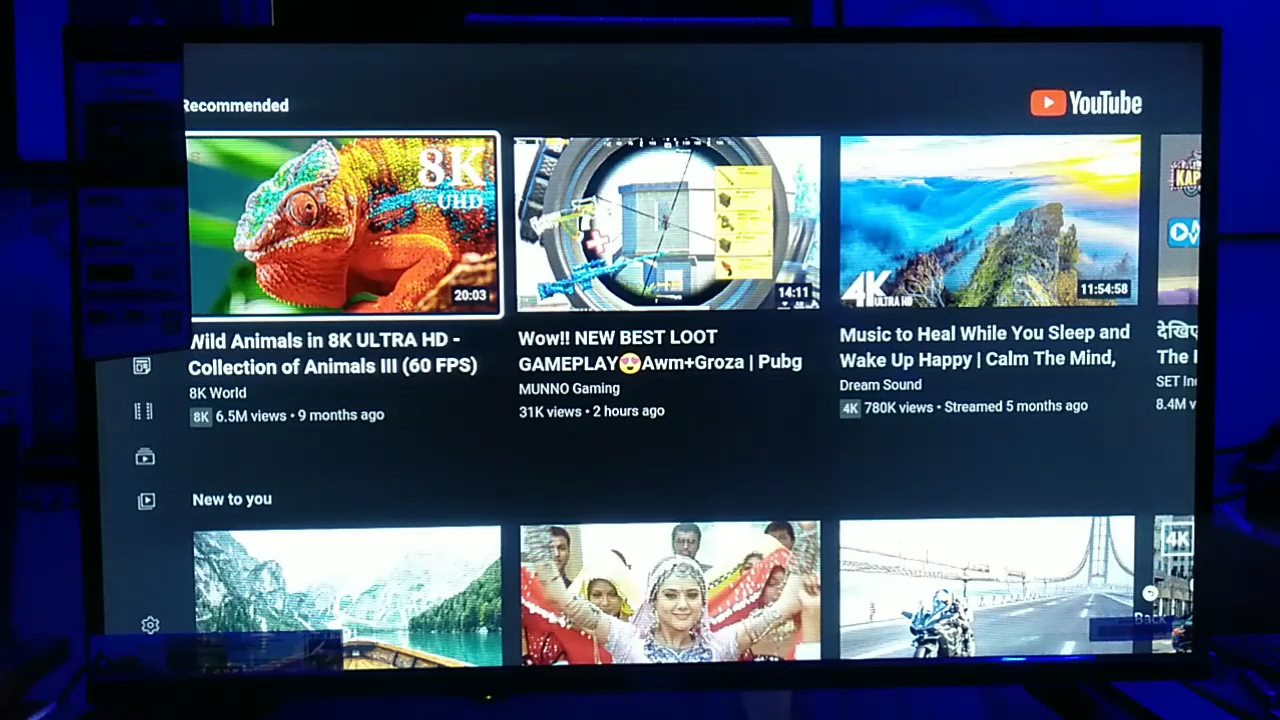 Recommended
YouTube
8K
UHD
20:03
14:11
4K
ULTRA HD
11:54:58
KAP
Wild Animals in 8K ULTRA HD -
Collection of Animals III (60 FPS)
8K World
8K 6.5M views • 9 months ago
Wow!! NEW BEST LOOT
GAMEPLAY😍Awm+Groza | Pubg
MUNNO Gaming
31K views • 2 hours ago
Music to Heal While You Sleep and
Wake Up Happy | Calm The Mind,
Dream Sound
4K 780K views • Streamed 5 months ago
देखिए
The
SET
8.4M v
New to you
4K
Back